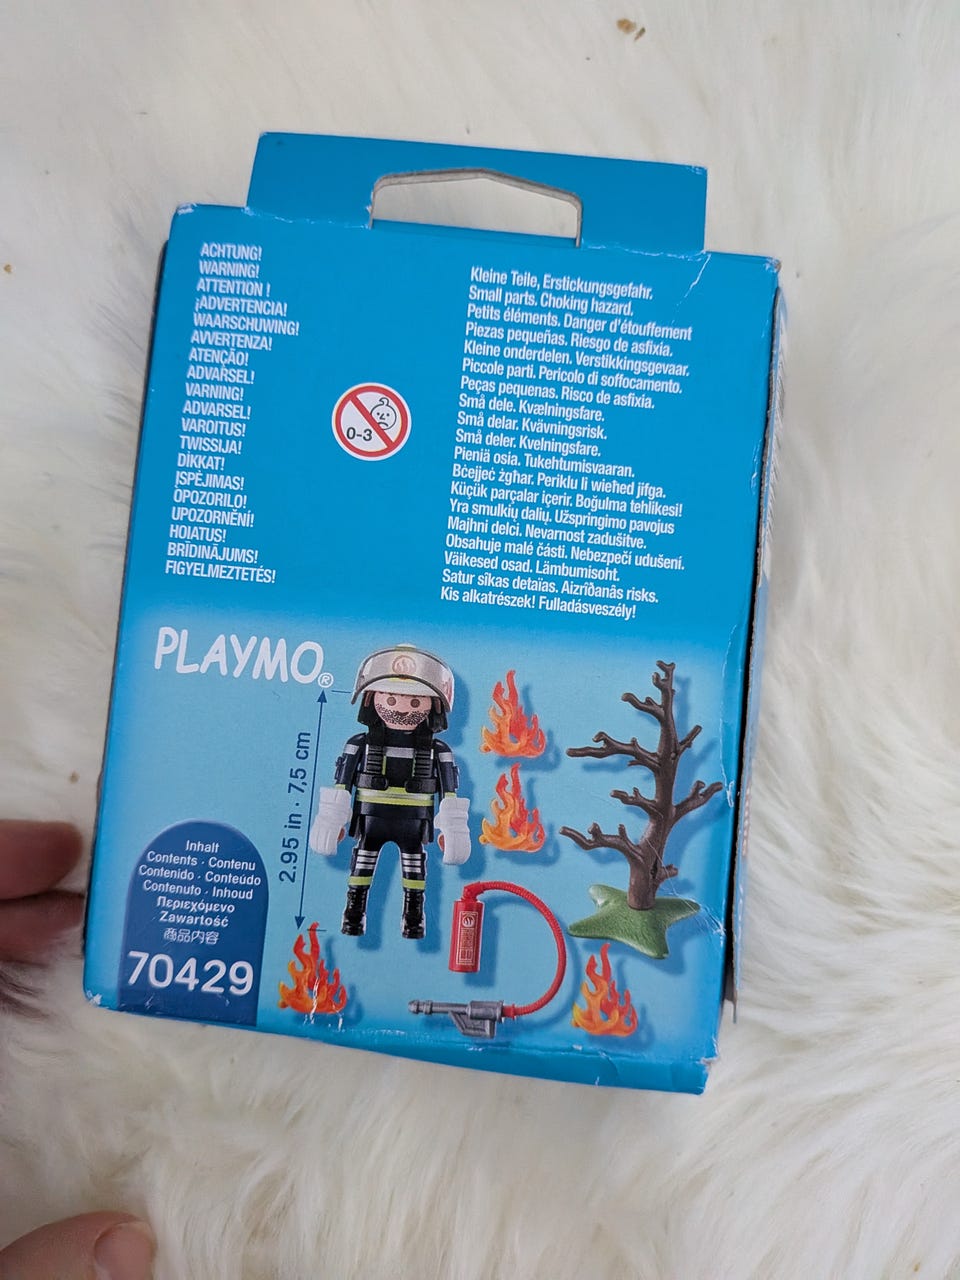 ACHTUNG!
WARNING!
ATTENTION !
¡ADVERTENCIA!
WAARSCHUWING!
AVVERTENZA!
ATENÇÃO!
ADVARSEL!
VARNING!
ADVARSEL!
VAROITUS!
TWISSIJA!
DİKKAT!
ĮSPĖJIMAS!
OPOZORILO!
UPOZORNĚNÍ!
HOIATUS!
BRĪDINĀJUMS!
FIGYELMEZTETÉS!
0-3
Kleine Teile, Erstickungsgefahr.
Small parts. Choking hazard.
Petits éléments. Danger d'étouffement
Piezas pequeñas. Riesgo de asfixia.
Kleine onderdelen. Verstikkingsgevaar.
Piccole parti. Pericolo di soffocamento.
Peças pequenas. Risco de asfixia.
Små dele. Kvælningsfare.
Små delar. Kvävningsrisk.
Små deler. Kvelningsfare.
Pieniä osia. Tukehtumisvaaran.
Bċejjeċ żgħar. Periklu li wieħed jifga.
Küçük parçalar içerir. Boğulma tehlikesi!
Yra smulkių dalių. Užspringimo pavojus
Majhni delci. Nevarnost zadušitve.
Obsahuje malé části. Nebezpečí udušení.
Väikesed osad. Lämbumisoht.
Satur sīkas detaïas. Aizrîðanâs risks.
Kis alkatrészek! Fulladásveszély!
PLAYMO®
2.95 in · 7,5 cm
Inhalt
Contents · Contenu
Contenido · Conteúdo
Contenuto · Inhoud
Περιεχόμενο
Zawartość
商品内容
70429